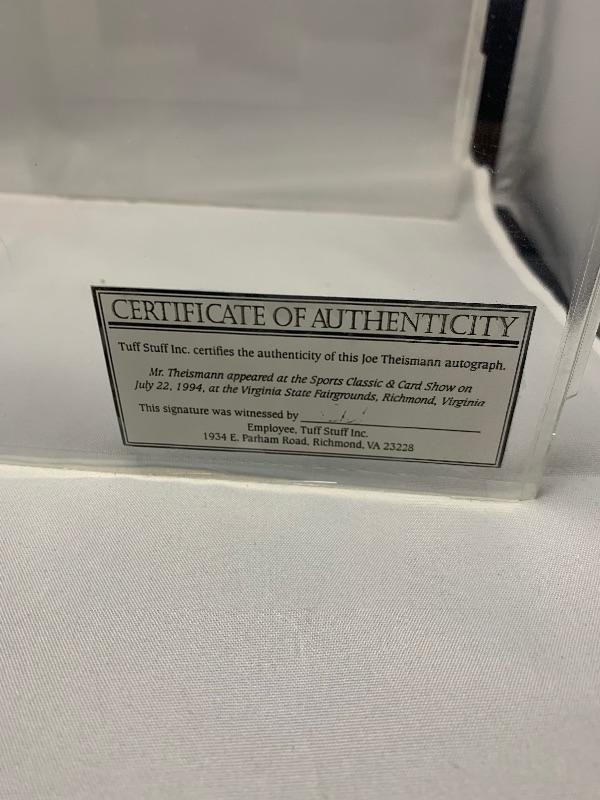 CERTIFICATE OF AUTHENTICITY
Tuff Stuff Inc. certifies the authenticity of this Joe Theismann autograph.
Mr. Theismann appeared at the Sports Classic & Card Show on
July 22, 1994, at the Virginia State Fairgrounds, Richmond, Virginia
This signature was witnessed by
Employee, Tuff Stuff Inc.
1934 E. Parham Road, Richmond, VA 23228